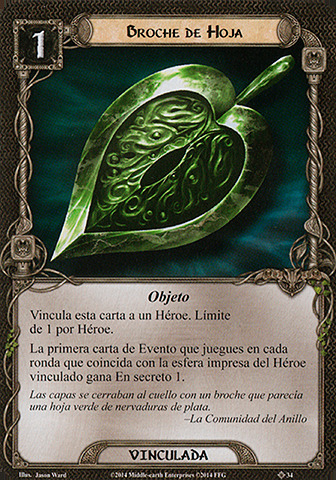 1
Broche de Hoja
Objeto
Vincula esta carta a un Héroe. Límite
de 1 por Héroe.
La primera carta de Evento que juegues en cada
ronda que coincida con la esfera impresa del Héroe
vinculado gana En secreto 1.
Las capas se cerraban al cuello con un broche que parecía
una hoja verde de nervaduras de plata.
–La Comunidad del Anillo
VINCULADA
Illus. Jason Ward
©2014 Middle-earth Enterprises ©2014 FFG
34